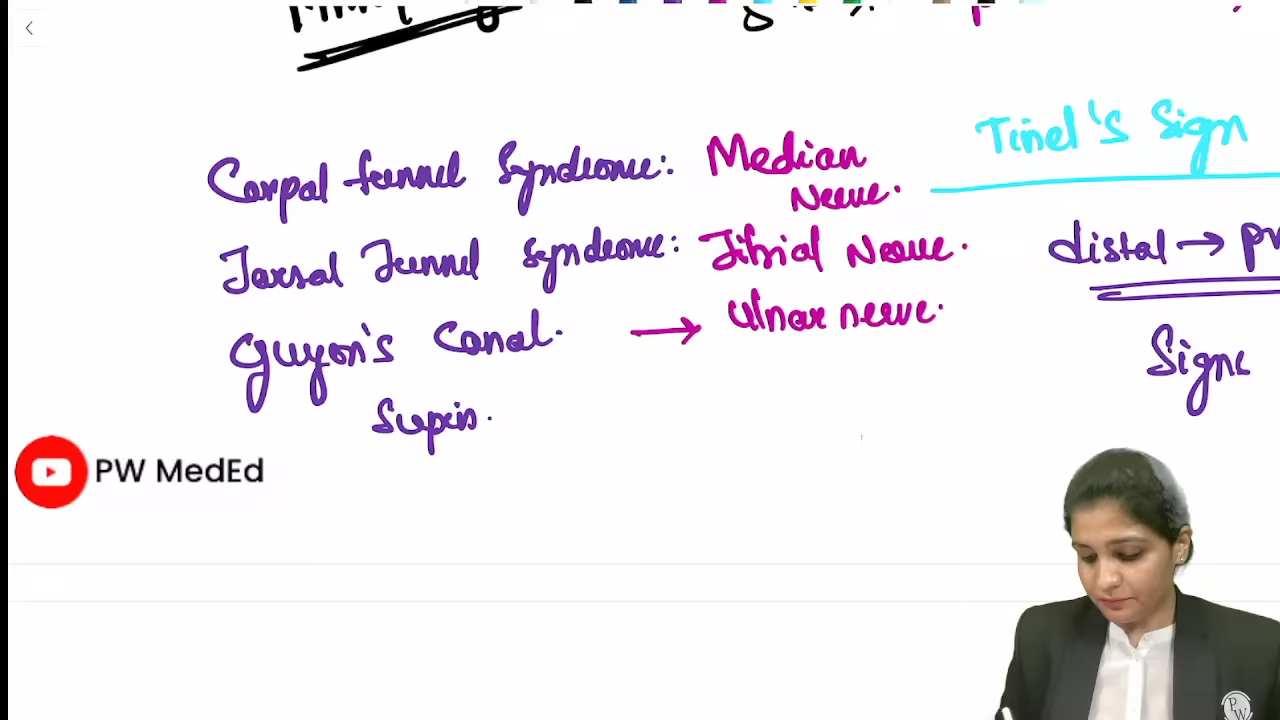 Carpal tunnel Syndrome: Median Nerve.
Tinel's Sign
Tarsal Tunnel Syndrome: Tibial Nerve.
distal →
Guyon's Canal. → Ulnar nerve.
Sign
Supin.
PW MedEd
PW